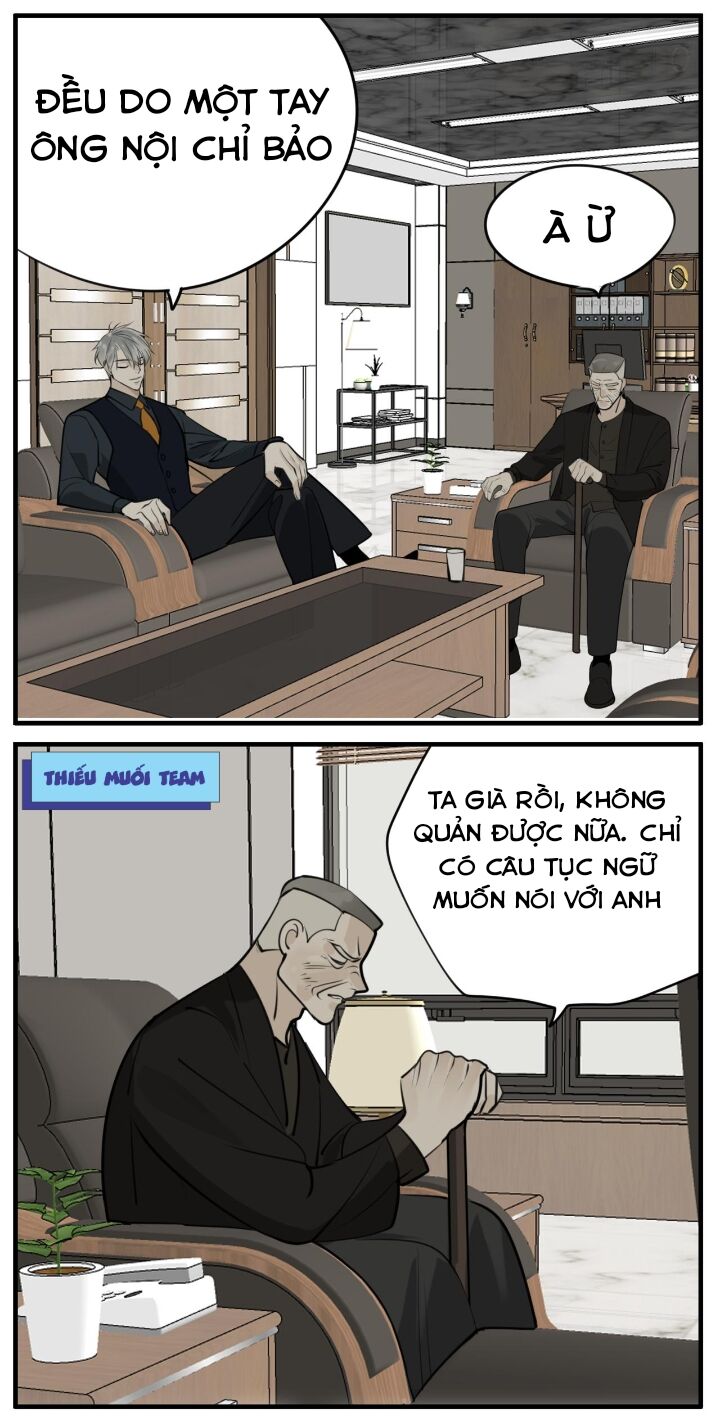 ĐỀU DO MỘT TAY
ÔNG NỘI CHỈ BẢO
À Ừ
THIẾU MUỐI TEAM
TA GIÀ RỒI, KHÔNG
QUẢN ĐƯỢC NỮA. CHỈ
CÓ CÂU TỤC NGỮ
MUỐN NÓI VỚI ANH